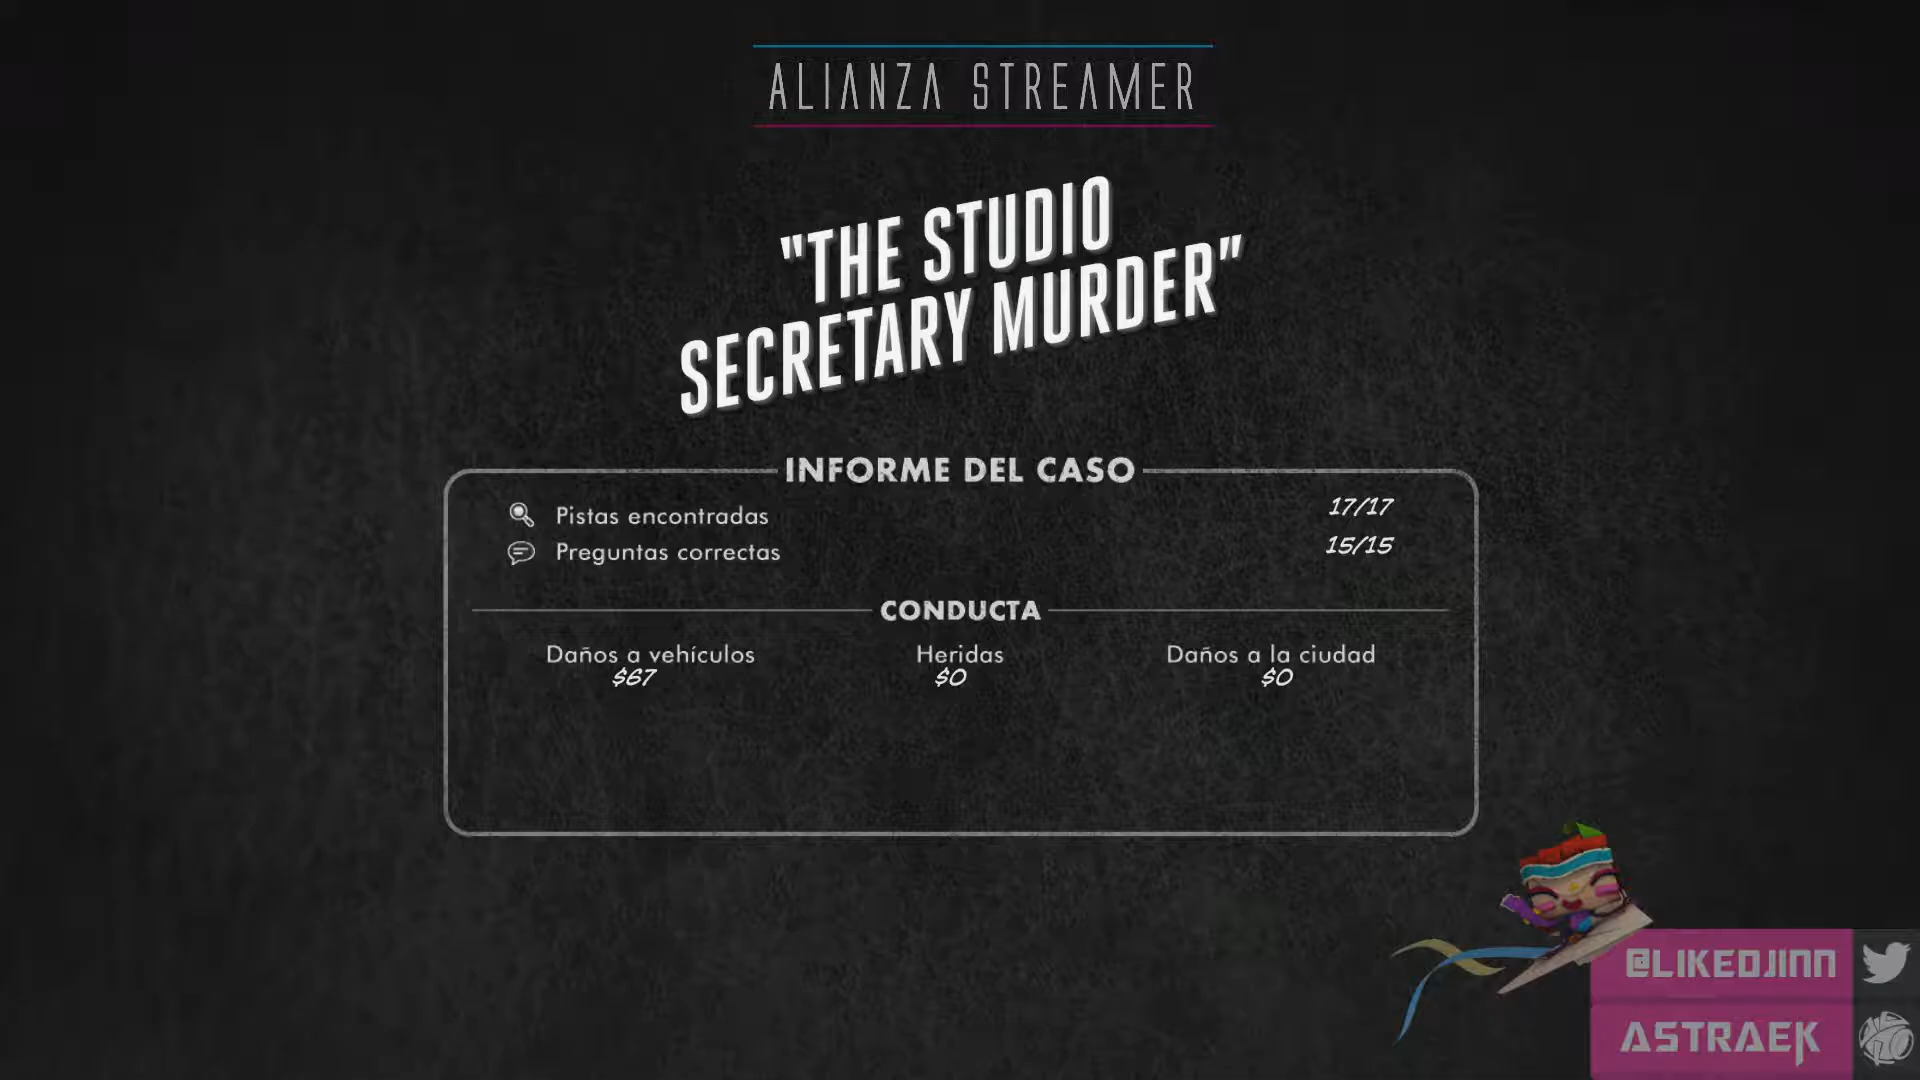 ALIANZA STREAMER
"THE STUDIO
SECRETARY MURDER"
INFORME DEL CASO
Pistas encontradas 17/17
Preguntas correctas 15/15
CONDUCTA
Daños a vehículos Heridas Daños a la ciudad
$67 $0 $0
@LIKEDJINN
ASTRAEK